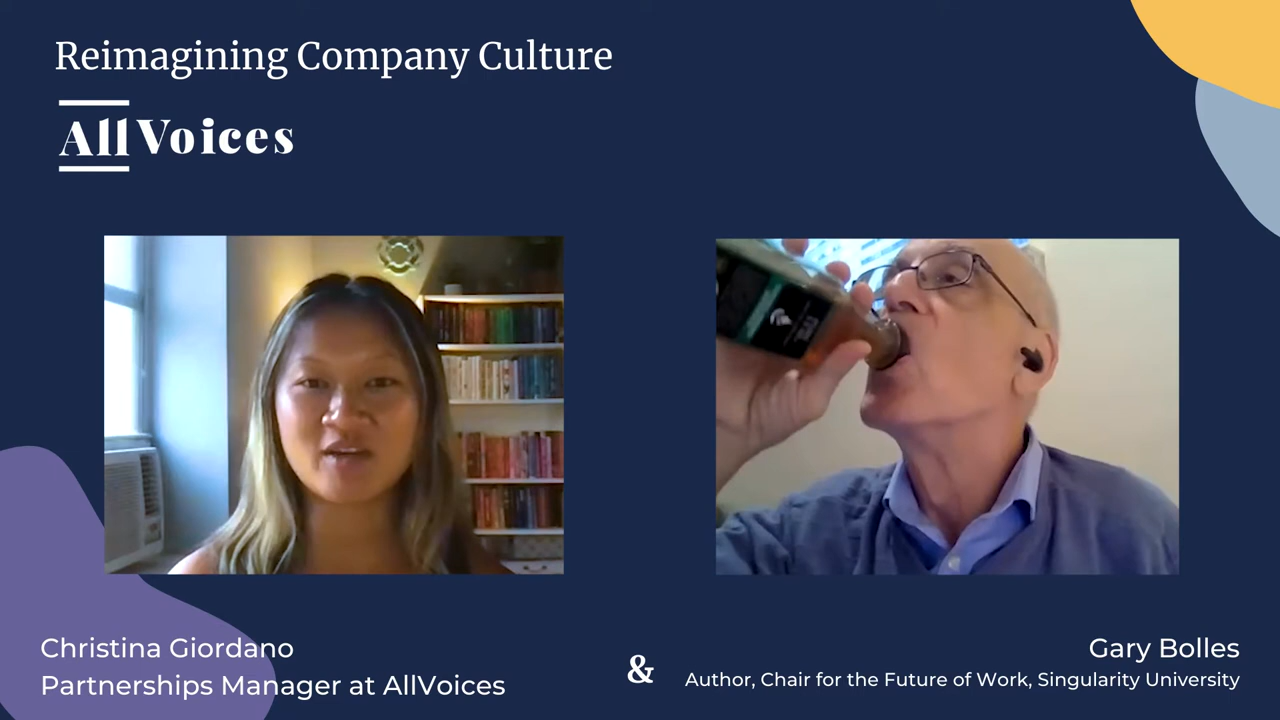 Reimagining Company Culture
AllVoices
Christina Giordano
Partnerships Manager at AllVoices
&
Gary Bolles
Author, Chair for the Future of Work, Singularity University